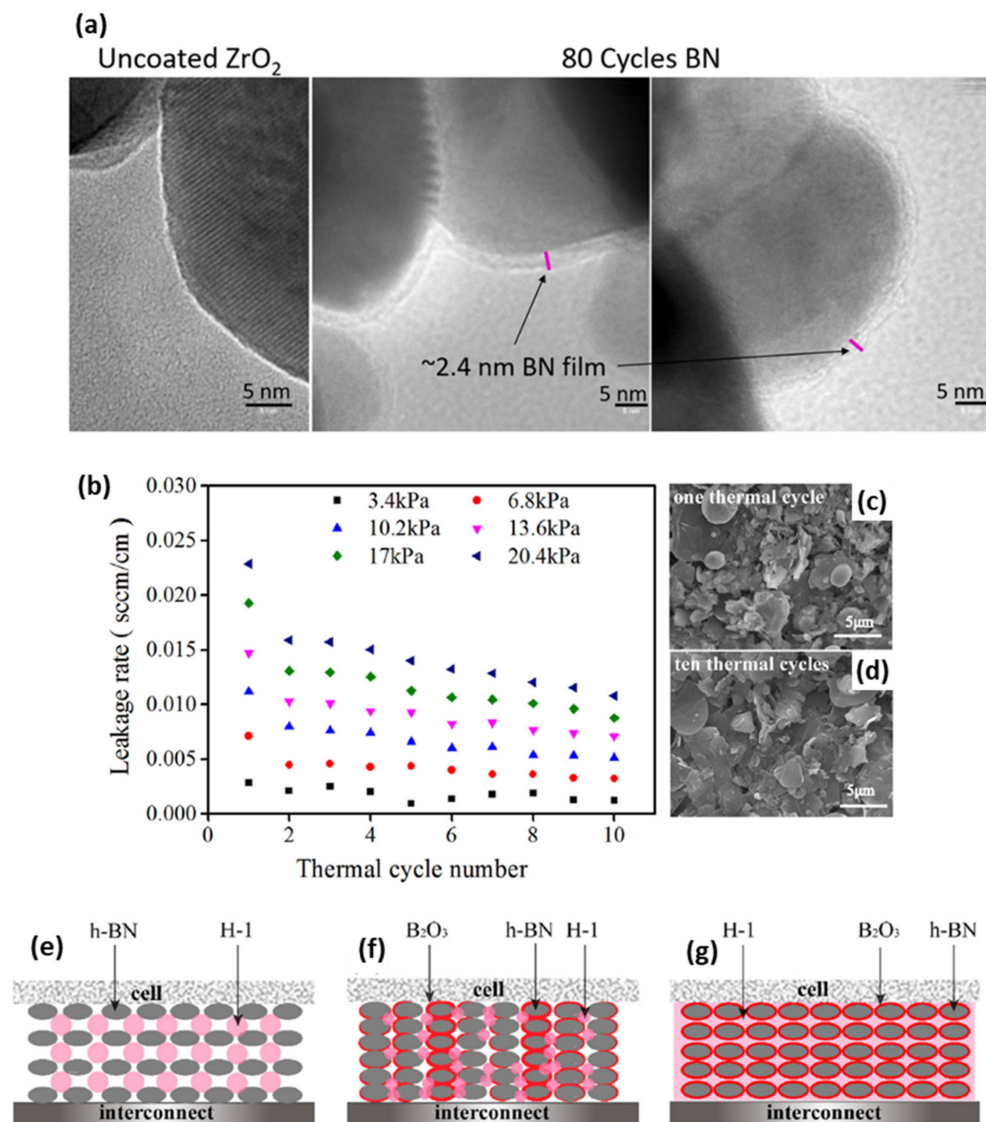 (a)
Uncoated ZrO₂
80 Cycles BN
~2.4 nm BN film
5 nm
5 nm
5 nm
(b)
0.030
0.025
0.020
0.015
0.010
0.005
0.000
Leakage rate ( sccm/cm)
3.4kPa
6.8kPa
10.2kPa
13.6kPa
17kPa
20.4kPa
0
2
4
6
8
10
Thermal cycle number
one thermal cycle
(c)
5μm
ten thermal cycles
(d)
5μm
(e)
h-BN
H-1
cell
interconnect
(f)
B₂O₃
h-BN
H-1
cell
interconnect
(g)
H-1
B₂O₃
h-BN
cell
interconnect